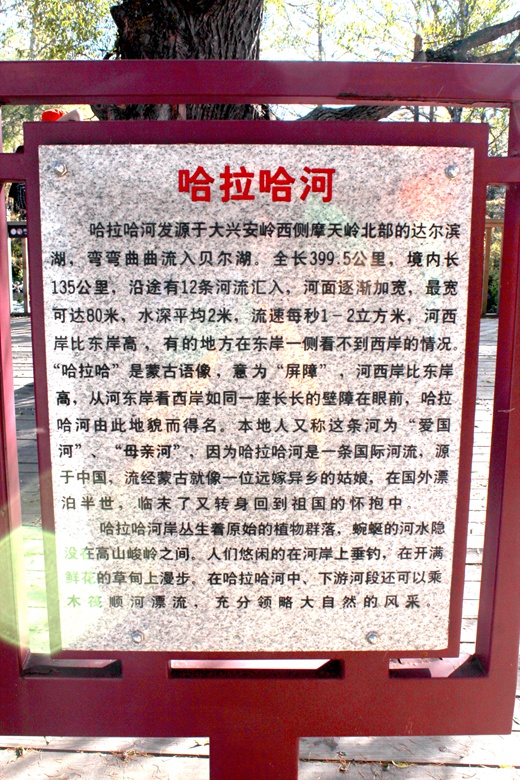 哈拉哈河
哈拉哈河发源于大兴安岭西侧摩天岭北部的达尔滨
湖，弯弯曲曲流入贝尔湖。全长399.5公里，境内长
135公里，沿途有12条河流汇入，河面逐渐加宽，最宽
可达80米，水深平均2米，流速每秒1-2立方米，河西
岸比东岸高，有的地方在东岸一侧看不到西岸的情况。
“哈拉哈”是蒙古语像，意为“屏障”，河西岸比东岸
高，从河东岸看西岸如同一座长长的壁障在眼前，哈拉
哈河由此地貌而得名。本地人又称这条河为“爱国
河”、“母亲河”，因为哈拉哈河是一条国际河流，源
于中国，流经蒙古就像一位远嫁异乡的姑娘，在国外漂
泊半世，临末了又转身回到祖国的怀抱中。
哈拉哈河岸丛生着原始的植物群落，蜿蜒的河水隐
没在高山峻岭之间。人们悠闲的在河岸上垂钓，在开满
鲜花的草甸上漫步，在哈拉哈河中、下游河段还可以乘
木筏顺河漂流，充分领略大自然的风采。